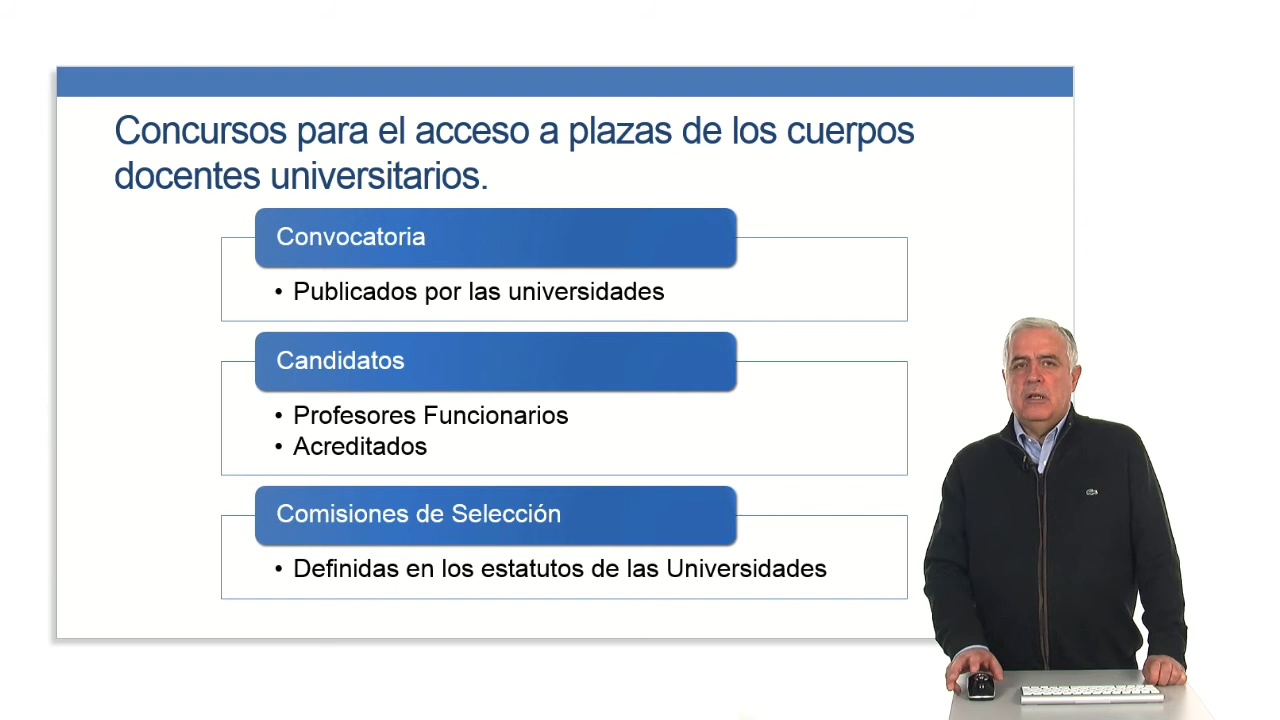 Concursos para el acceso a plazas de los cuerpos
docentes universitarios.
Convocatoria
• Publicados por las universidades
Candidatos
• Profesores Funcionarios
• Acreditados
Comisiones de Selección
• Definidas en los estatutos de las Universidades